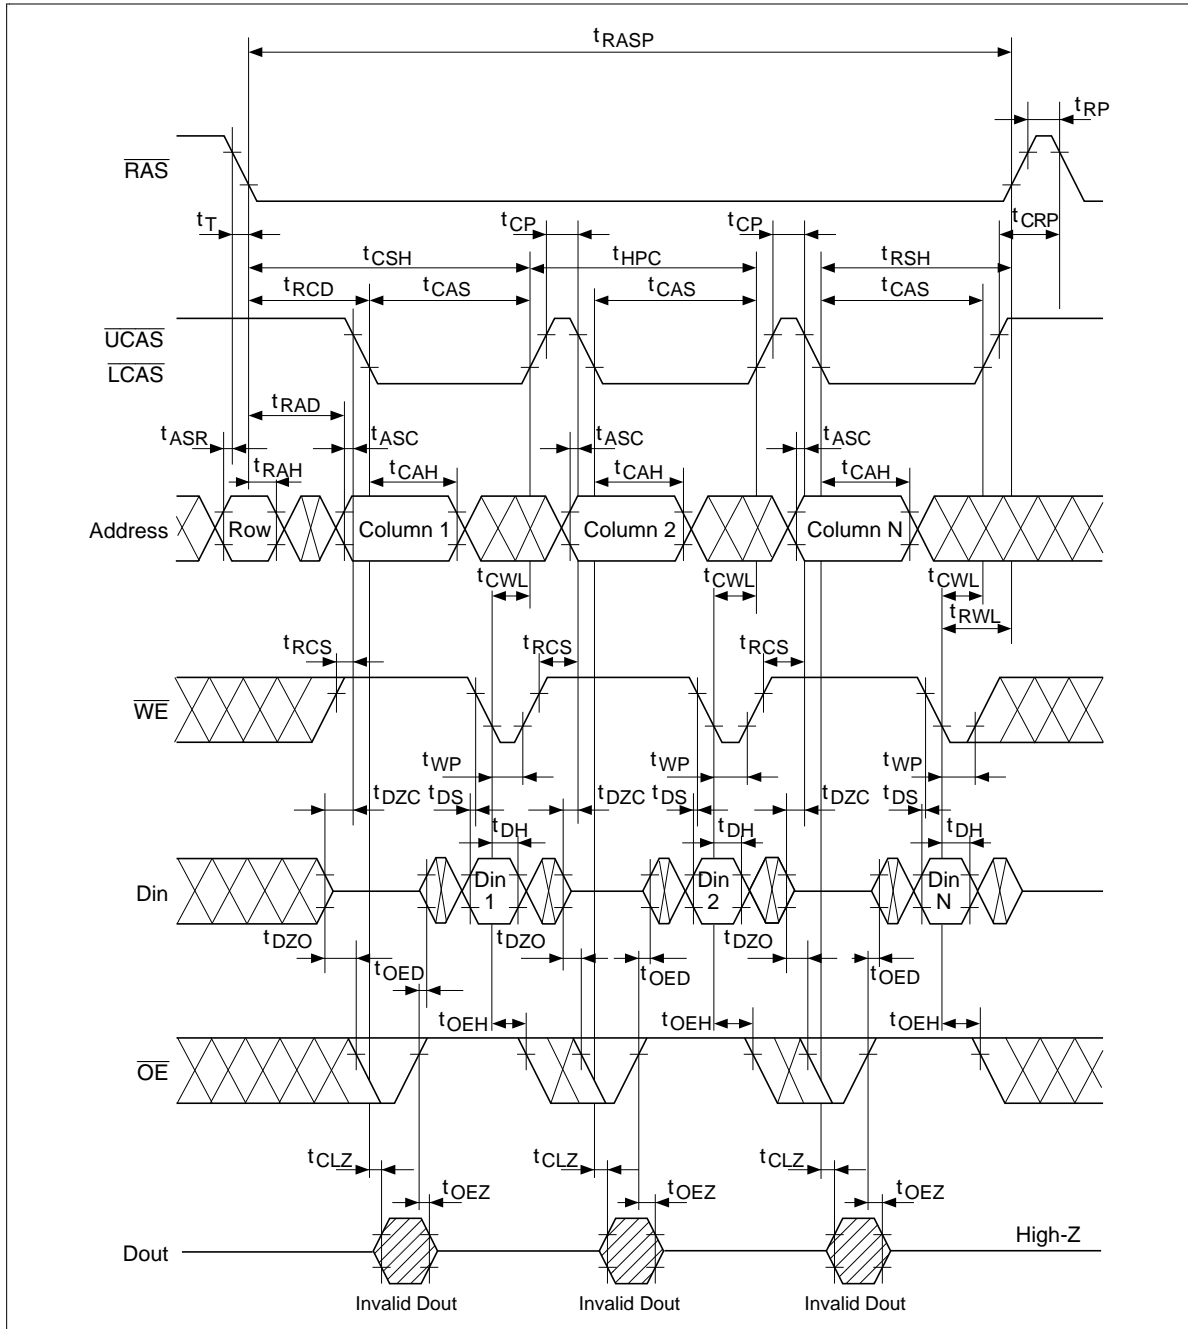 tRASP
tRP
RAS
tT
tCP
tCP
tCRP
tCSH
tHPC
tRSH
tRCD
tCAS
tCAS
tCAS
UCAS
LCAS
tRAD
tASR
tASC
tASC
tASC
tRAH
tCAH
tCAH
tCAH
Address
Row
Column 1
Column 2
Column N
tCWL
tCWL
tCWL
tRWL
tRCS
tRCS
tRCS
WE
tWP
tWP
tWP
tDZC
tDS
tDZC
tDS
tDZC
tDS
tDH
tDH
tDH
Din
Din 1
Din 2
Din N
tDZO
tDZO
tDZO
tOED
tOED
tOED
tOEH
tOEH
tOEH
OE
tCLZ
tCLZ
tCLZ
tOEZ
tOEZ
tOEZ
Dout
High-Z
Invalid Dout
Invalid Dout
Invalid Dout